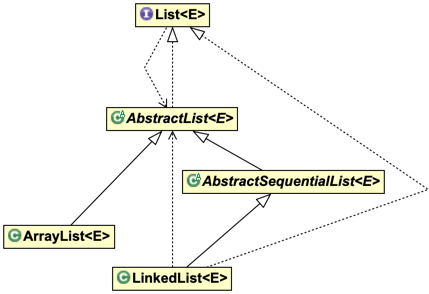 I List<E>
C A AbstractList<E>
C A AbstractSequentialList<E>
C ArrayList<E>
C LinkedList<E>